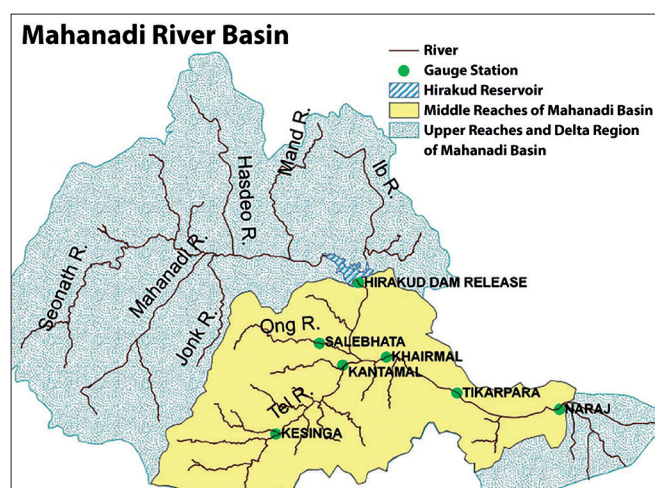 Mahanadi River Basin
River
Gauge Station
Hirakud Reservoir
Middle Reaches of Mahanadi Basin
Upper Reaches and Delta Region
of Mahanadi Basin
Seonath R.
Mahanadi R.
Hasdeo R.
Mand R.
Ib R.
Jonk R.
HIRAKUD DAM RELEASE
Ong R.
SALEBHATA
KHAIRMAL
KANTAMAL
Tel R.
TIKARPARA
NARAJ
KESINGA